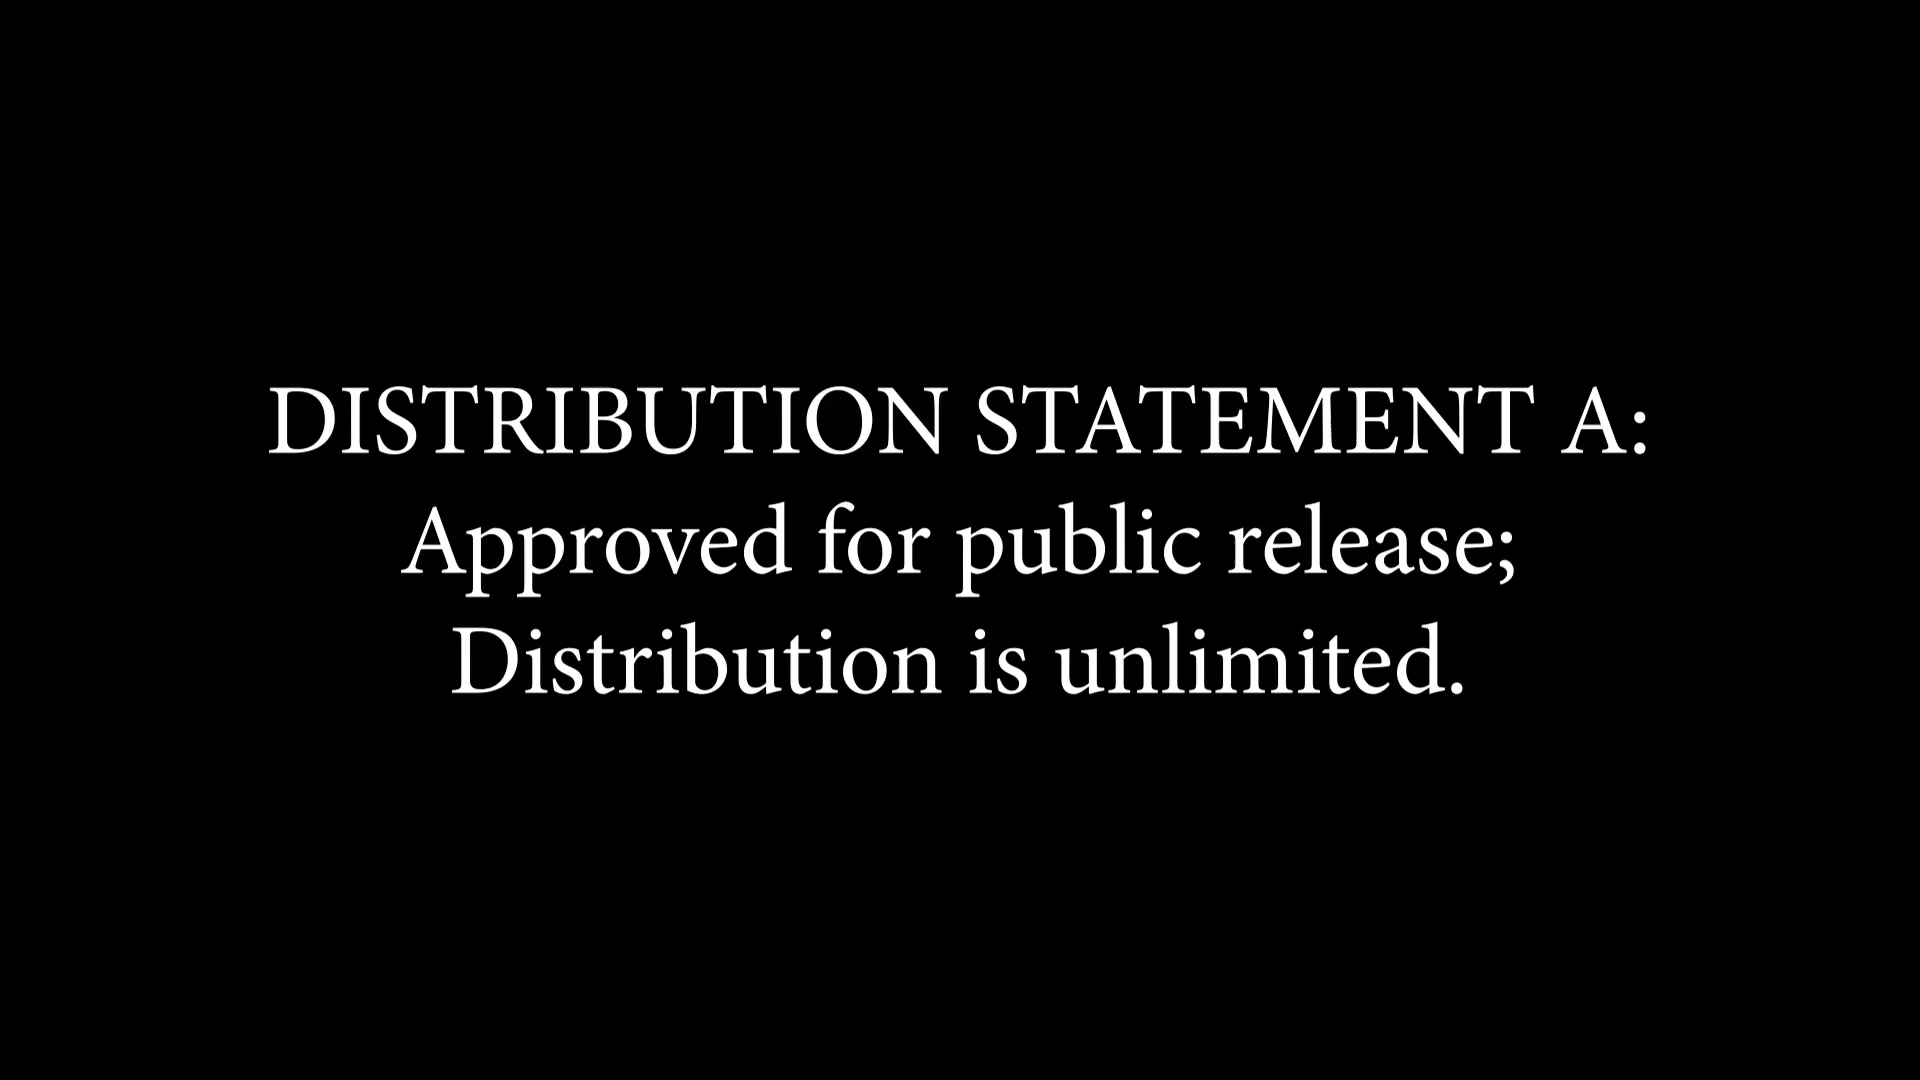 DISTRIBUTION STATEMENT A:
Approved for public release;
Distribution is unlimited.